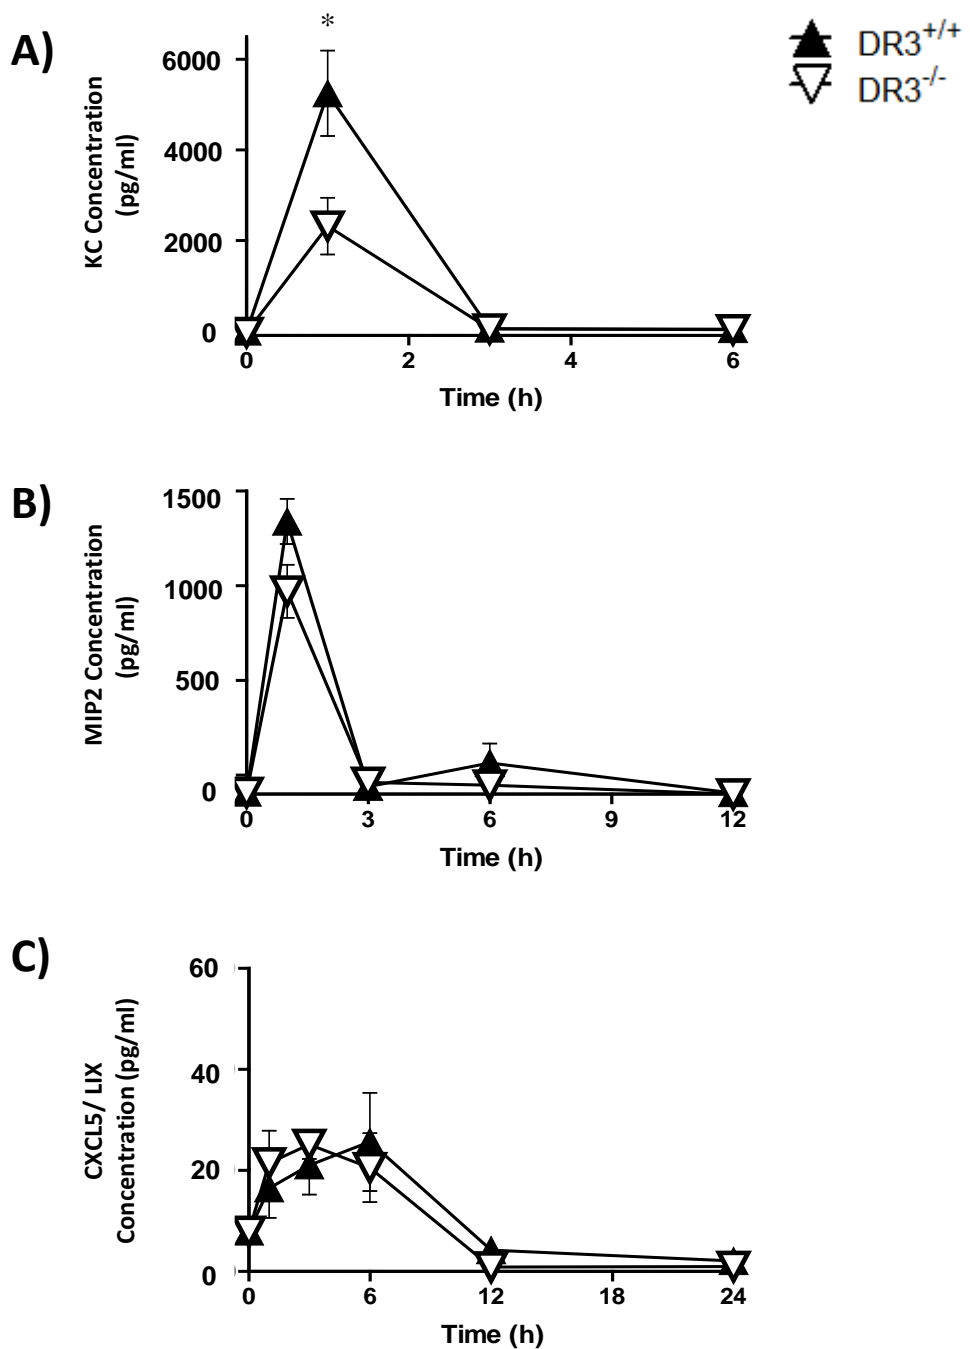 A)
*
DR3+/+
DR3-/-
KC Concentration
(pg/ml)
6000
4000
2000
0
0 2 4 6
Time (h)
B)
MIP2 Concentration
(pg/ml)
1500
1000
500
0
0 3 6 9 12
Time (h)
C)
CXCL5/ LIX
Concentration (pg/ml)
60
40
20
0
0 6 12 18 24
Time (h)